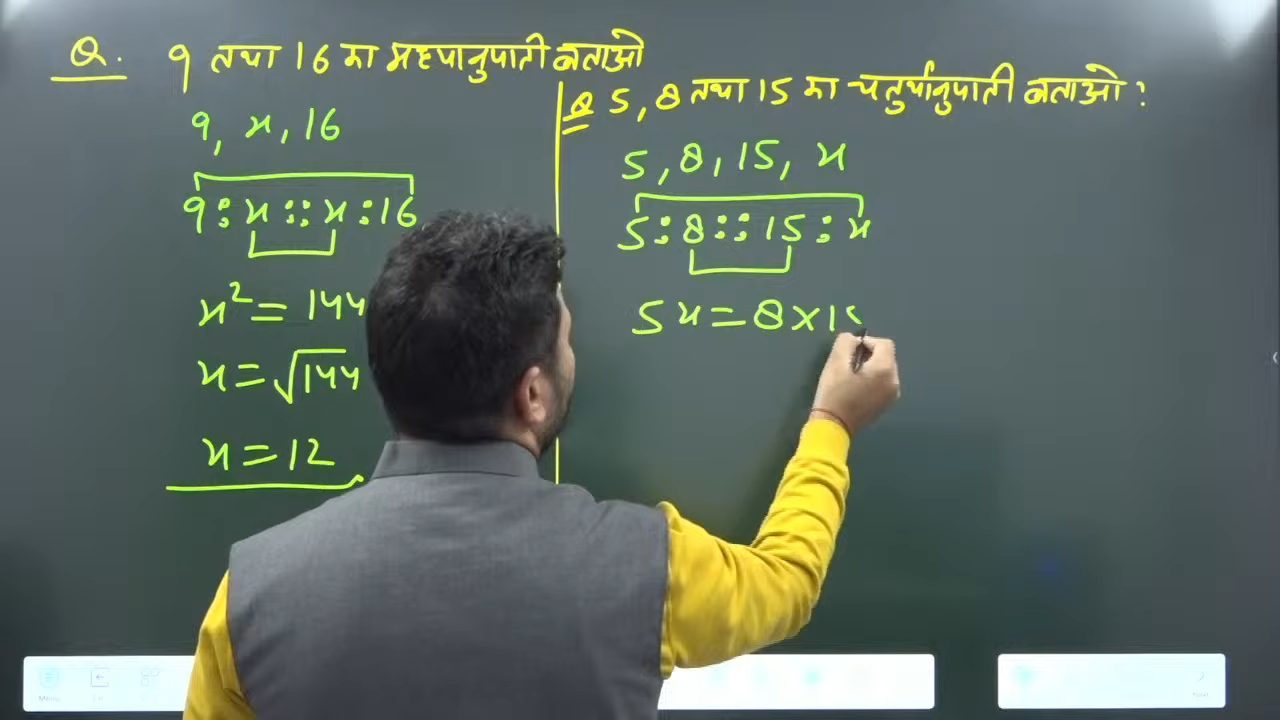 Q. 9 तथा 16 का मध्यानुपाती बताओ
9, x, 16
9 : x :: x : 16
x² = 144
x = √144
x = 12
Q 5, 8 तथा 15 का चतुर्थानुपाती बताओ ?
5, 8, 15, x
5 : 8 :: 15 : x
5x = 8×15
Menu